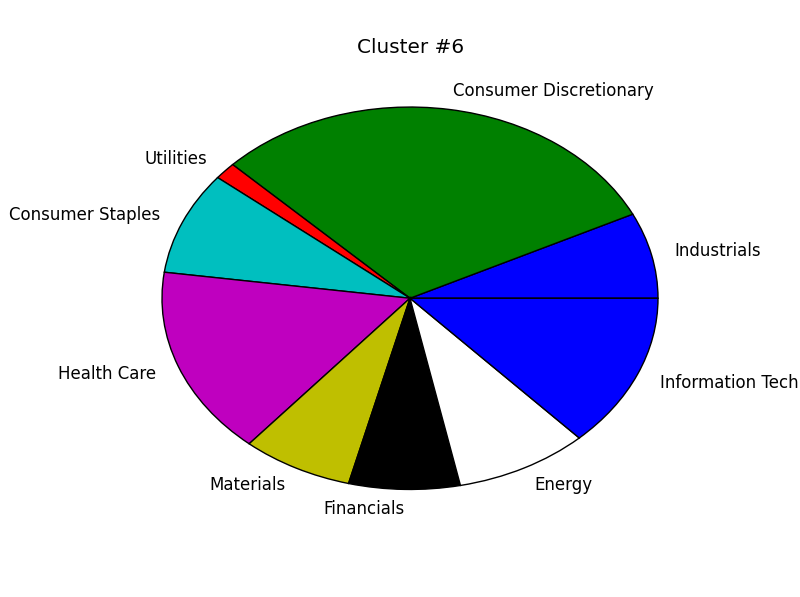 Cluster #6
Consumer Discretionary
Utilities
Consumer Staples
Industrials
Health Care
Information Tech
Materials
Energy
Financials